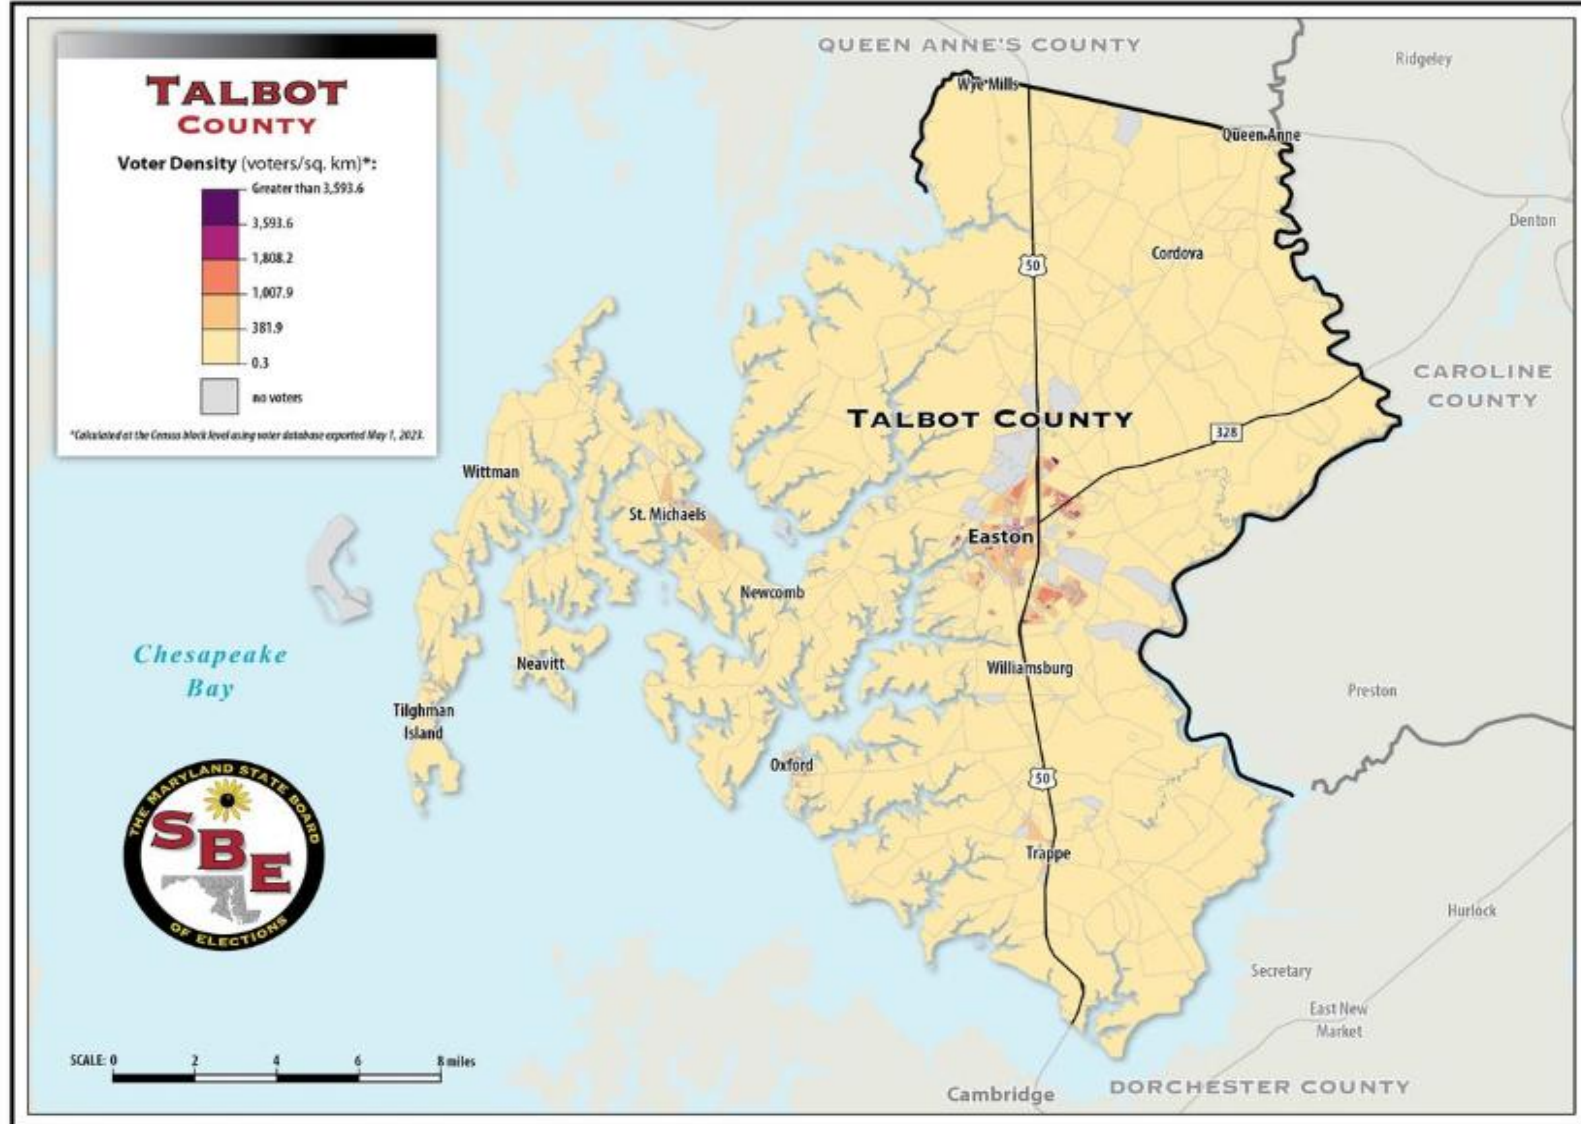 TALBOT
COUNTY
Voter Density (voters/sq. km)*:
Greater than 3,593.6
3,593.6
1,808.2
1,007.9
381.9
0.3
no voters
*Calculated at the Census block level using voter database exported May 1, 2023.
QUEEN ANNE'S COUNTY
Ridgeley
Wye Mills
Queen Anne
Denton
50
Cordova
CAROLINE
COUNTY
TALBOT COUNTY
328
Wittman
St. Michaels
Easton
Newcomb
Chesapeake
Bay
Neavitt
Williamsburg
Preston
Tilghman
Island
Oxford
50
THE MARYLAND STATE BOARD
SBE
OF ELECTIONS
Trappe
Hurlock
Secretary
East New
Market
SCALE: 0 2 4 6 8 miles
Cambridge
DORCHESTER COUNTY